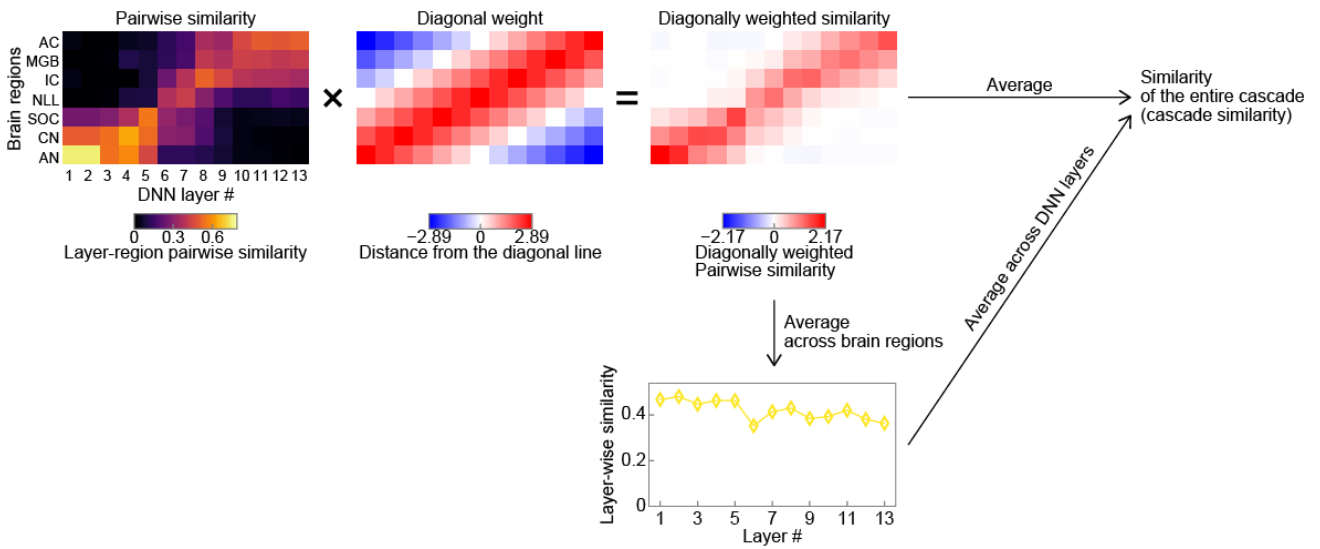 Pairwise similarity
Diagonal weight
Diagonally weighted similarity
Brain regions
AC
MGB
IC
NLL
SOC
CN
AN
1 2 3 4 5 6 7 8 9 10 11 12 13
DNN layer #
×
=
Average
Similarity
of the entire cascade
(cascade similarity)
0 0.3 0.6
Layer-region pairwise similarity
−2.89 0 2.89
Distance from the diagonal line
−2.17 0 2.17
Diagonally weighted
Pairwise similarity
Average
across brain regions
Average across DNN layers
Layer-wise similarity
0.4
0.2
0
1 3 5 7 9 11 13
Layer #